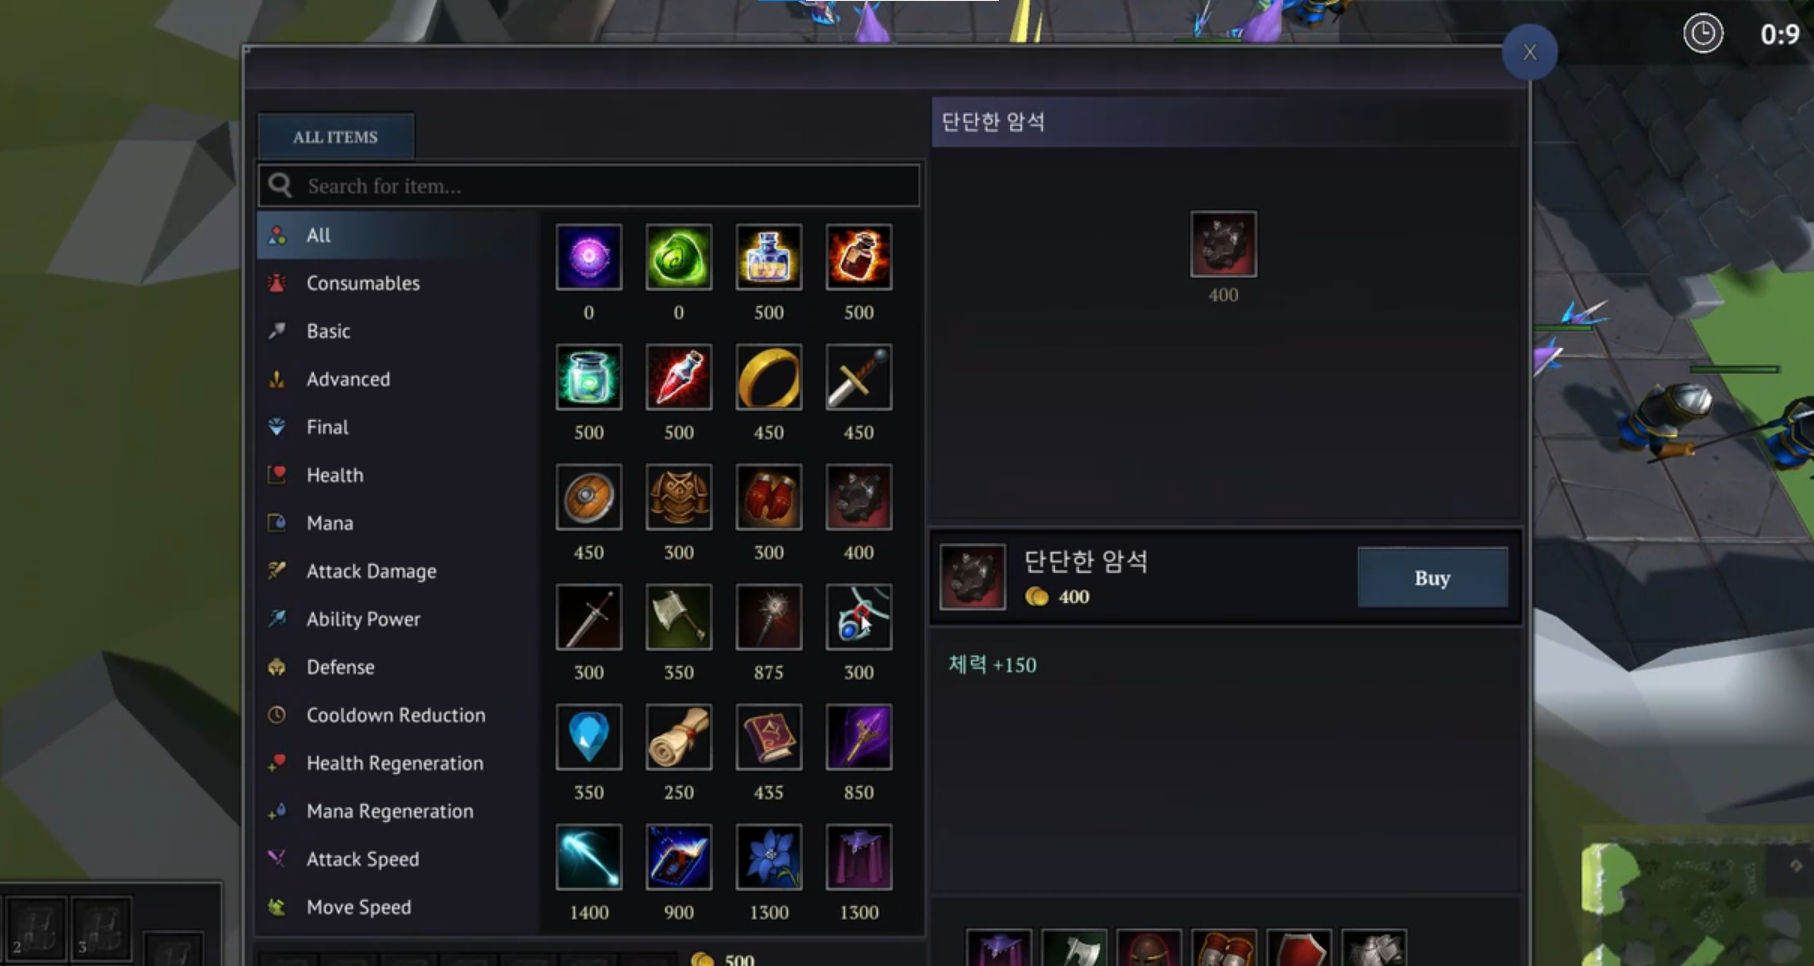 0:9
X
ALL ITEMS
Search for item...
All
Consumables
Basic
Advanced
Final
Health
Mana
Attack Damage
Ability Power
Defense
Cooldown Reduction
Health Regeneration
Mana Regeneration
Attack Speed
Move Speed
0 0 500 500
500 500 450 450
450 300 300 400
300 350 875 300
350 250 435 850
1400 900 1300 1300
단단한 암석
400
단단한 암석
400
Buy
체력 +150
2 3
500